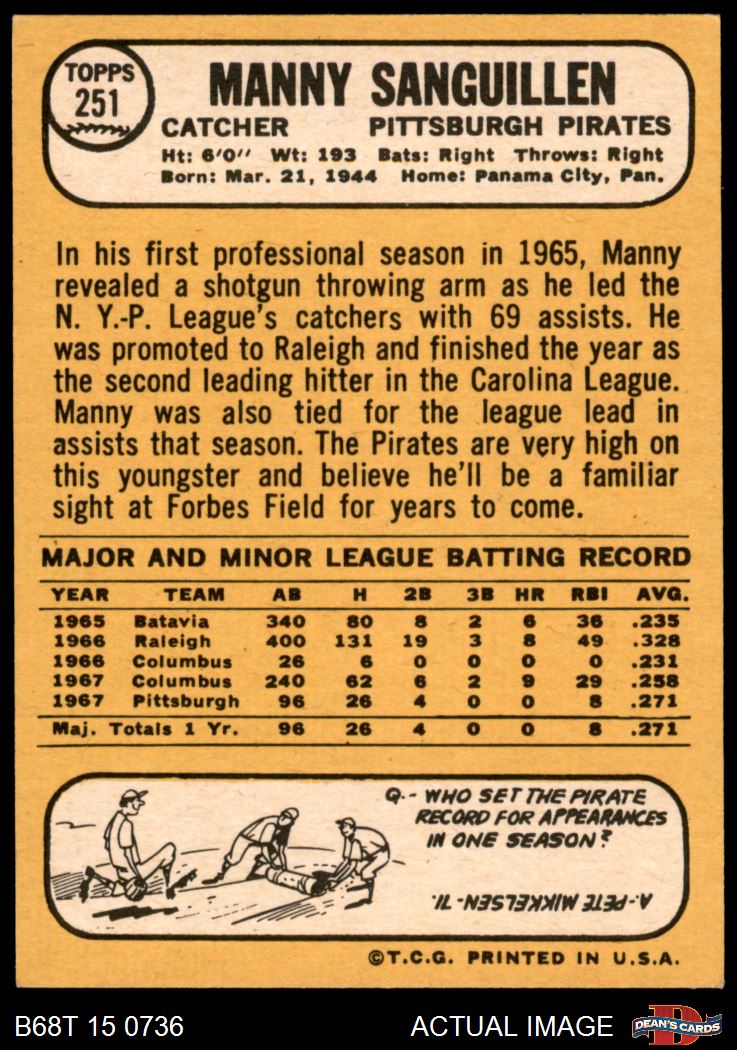 TOPPS
251
MANNY SANGUILLEN
CATCHER PITTSBURGH PIRATES
Ht: 6'0" Wt: 193 Bats: Right Throws: Right
Born: Mar. 21, 1944 Home: Panama City, Pan.
In his first professional season in 1965, Manny
revealed a shotgun throwing arm as he led the
N. Y.-P. League's catchers with 69 assists. He
was promoted to Raleigh and finished the year as
the second leading hitter in the Carolina League.
Manny was also tied for the league lead in
assists that season. The Pirates are very high on
this youngster and believe he'll be a familiar
sight at Forbes Field for years to come.
MAJOR AND MINOR LEAGUE BATTING RECORD
YEAR TEAM AB H 2B 3B HR RBI AVG.
1965 Batavia 340 80 8 2 6 36 .235
1966 Raleigh 400 131 19 3 8 49 .328
1966 Columbus 26 6 0 0 0 0 .231
1967 Columbus 240 62 6 2 9 29 .258
1967 Pittsburgh 96 26 4 0 0 8 .271
Maj. Totals 1 Yr. 96 26 4 0 0 8 .271
Q.- WHO SET THE PIRATE
RECORD FOR APPEARANCES
IN ONE SEASON?
A. PETE MIKKELSEN - 71.
©T.C.G. PRINTED IN U.S.A.
B68T 15 0736 ACTUAL IMAGE
D
DEAN'S CARDS